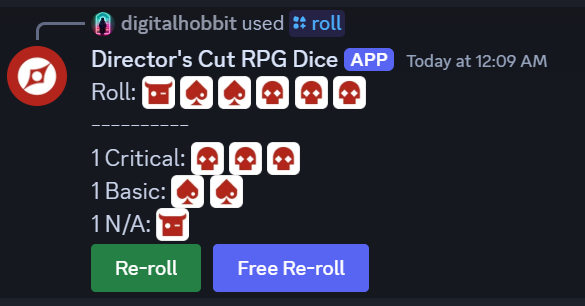 digitalhobbit used roll
Director's Cut RPG Dice APP Today at 12:09 AM
Roll:
----------
1 Critical:
1 Basic:
1 N/A:
Re-roll Free Re-roll